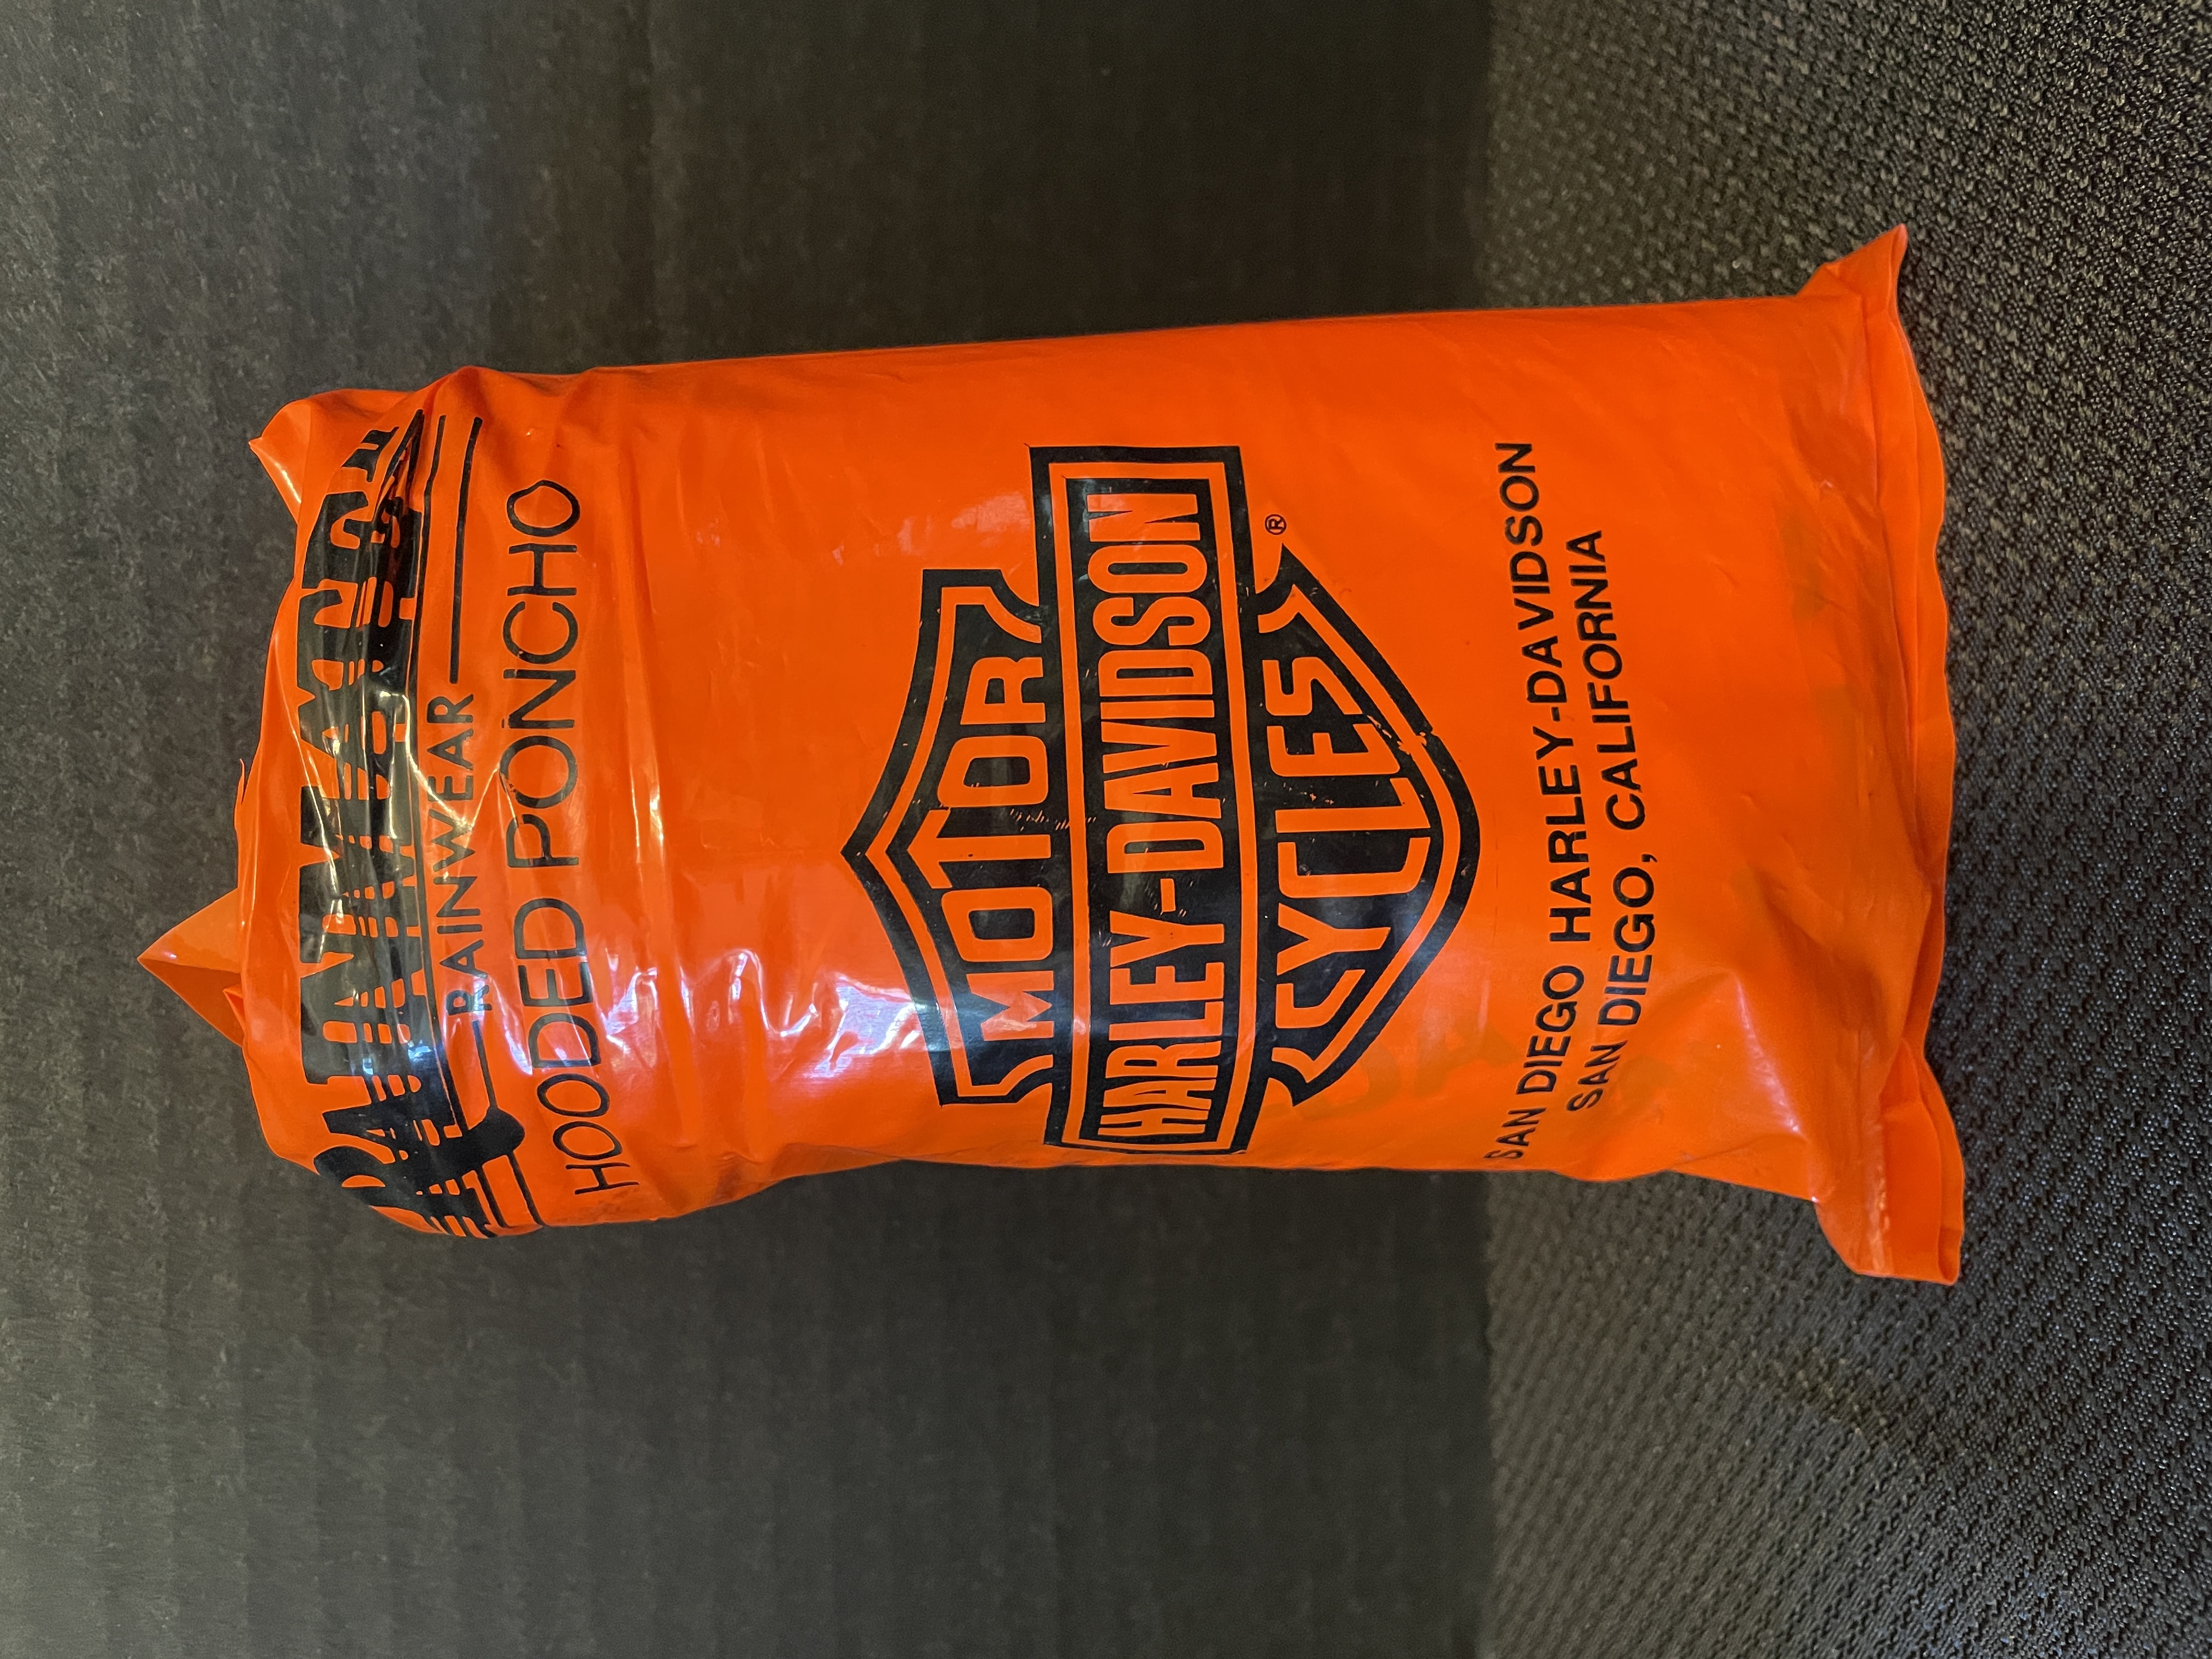 RAINWEAR
HOODED PONCHO
MOTOR
HARLEY-DAVIDSON
®
CYCLES
SAN DIEGO HARLEY-DAVIDSON
SAN DIEGO, CALIFORNIA